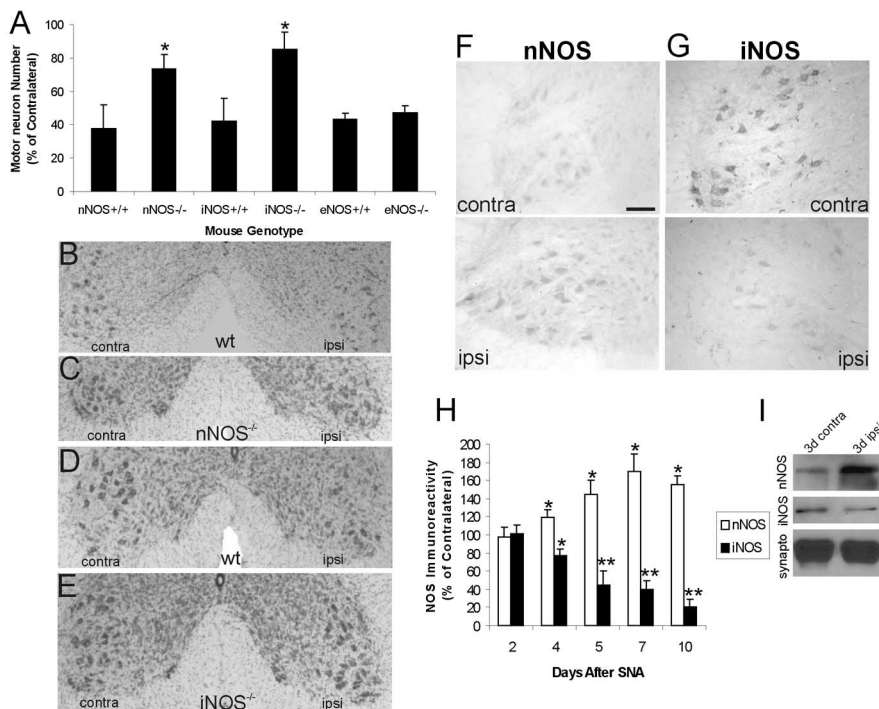 A
Motor neuron Number
(% of Contralateral)
100
80
60
40
20
0
* *
nNOS+/+ nNOS-/- iNOS+/+ iNOS-/- eNOS+/+ eNOS-/-
Mouse Genotype
B
contra wt ipsi
C
contra nNOS-/- ipsi
D
contra wt ipsi
E
contra iNOS-/- ipsi
F
nNOS
contra
ipsi
G
iNOS
contra
ipsi
H
NOS Immunoreactivity
(% of Contralateral)
200
180
160
140
120
100
80
60
40
20
0
* * * *
* ** ** **
2 4 5 7 10
Days After SNA
nNOS
iNOS
I
3d contra 3d ipsi
nNOS
iNOS
synapto